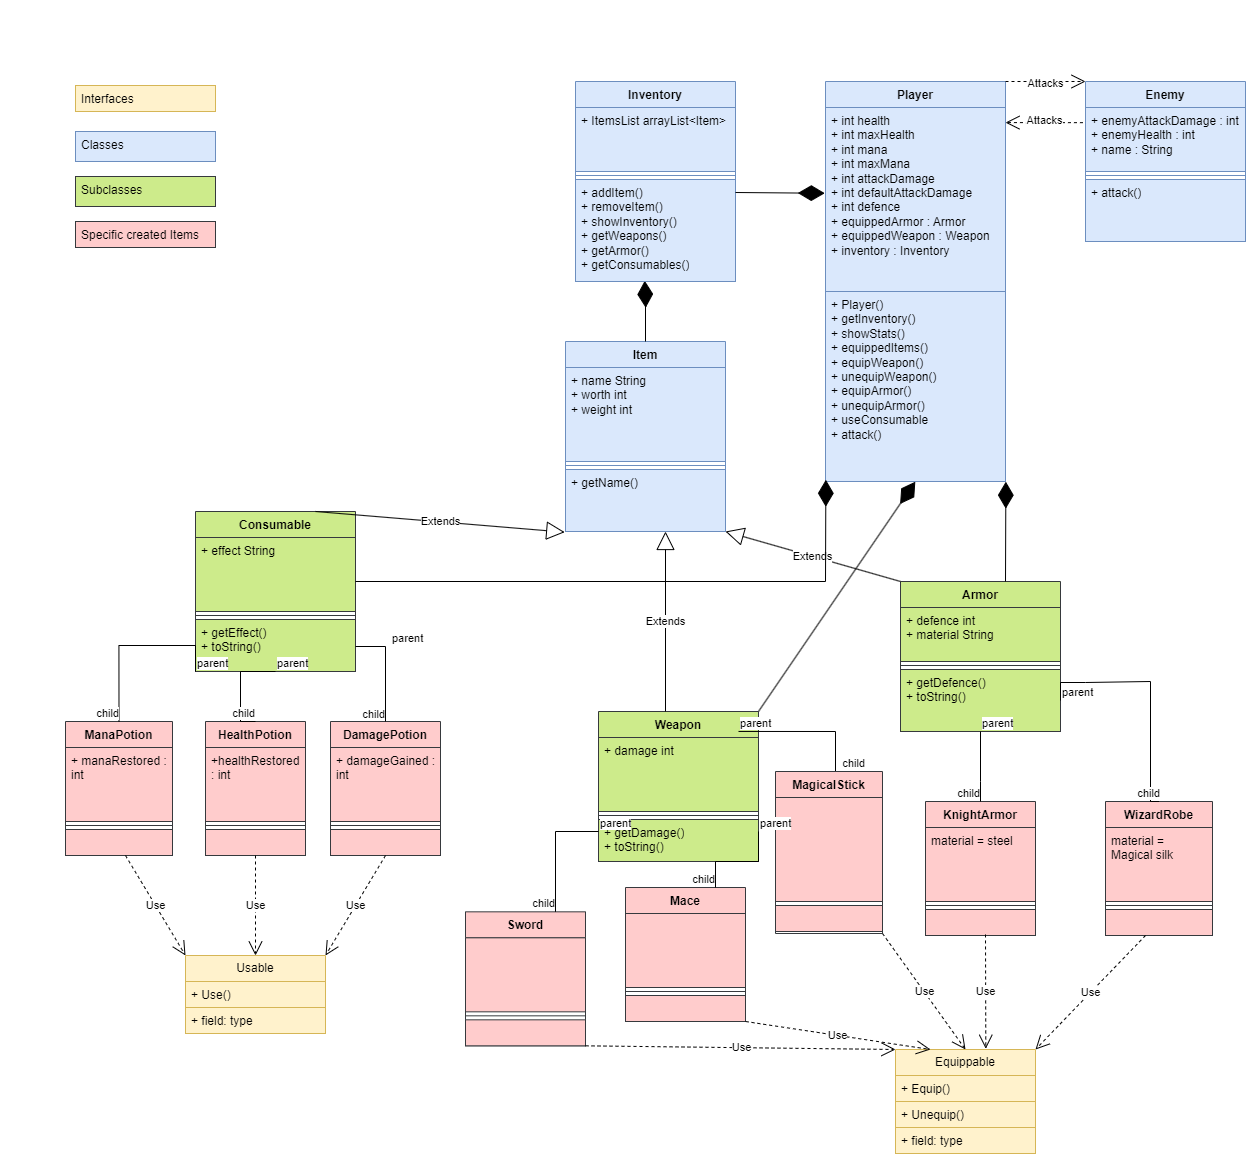 Interfaces
Classes
Subclasses
Specific created Items
Inventory
+ ItemsList arrayList<Item>
+ addItem()
+ removeItem()
+ showInventory()
+ getWeapons()
+ getArmor()
+ getConsumables()
Player
+ int health
+ int maxHealth
+ int mana
+ int maxMana
+ int attackDamage
+ int defaultAttackDamage
+ int defence
+ equippedArmor : Armor
+ equippedWeapon : Weapon
+ inventory : Inventory
+ Player()
+ getInventory()
+ showStats()
+ equippedItems()
+ equipWeapon()
+ unequipWeapon()
+ equipArmor()
+ unequipArmor()
+ useConsumable
+ attack()
Attacks
Attacks
Enemy
+ enemyAttackDamage : int
+ enemyHealth : int
+ name : String
+ attack()
Item
+ name String
+ worth int
+ weight int
+ getName()
Extends
Extends
Extends
Consumable
+ effect String
+ getEffect()
+ toString()
parent
parent
parent
child
child
child
Armor
+ defence int
+ material String
+ getDefence()
+ toString()
parent
parent
child
child
Weapon
+ damage int
+ getDamage()
+ toString()
parent
parent
parent
child
child
child
ManaPotion
+ manaRestored :
int
HealthPotion
+healthRestored
: int
DamagePotion
+ damageGained :
int
MagicalStick
KnightArmor
material = steel
WizardRobe
material =
Magical silk
Sword
Mace
Use
Use
Use
Usable
+ Use()
+ field: type
Use
Use
Use
Use
Use
Equippable
+ Equip()
+ Unequip()
+ field: type